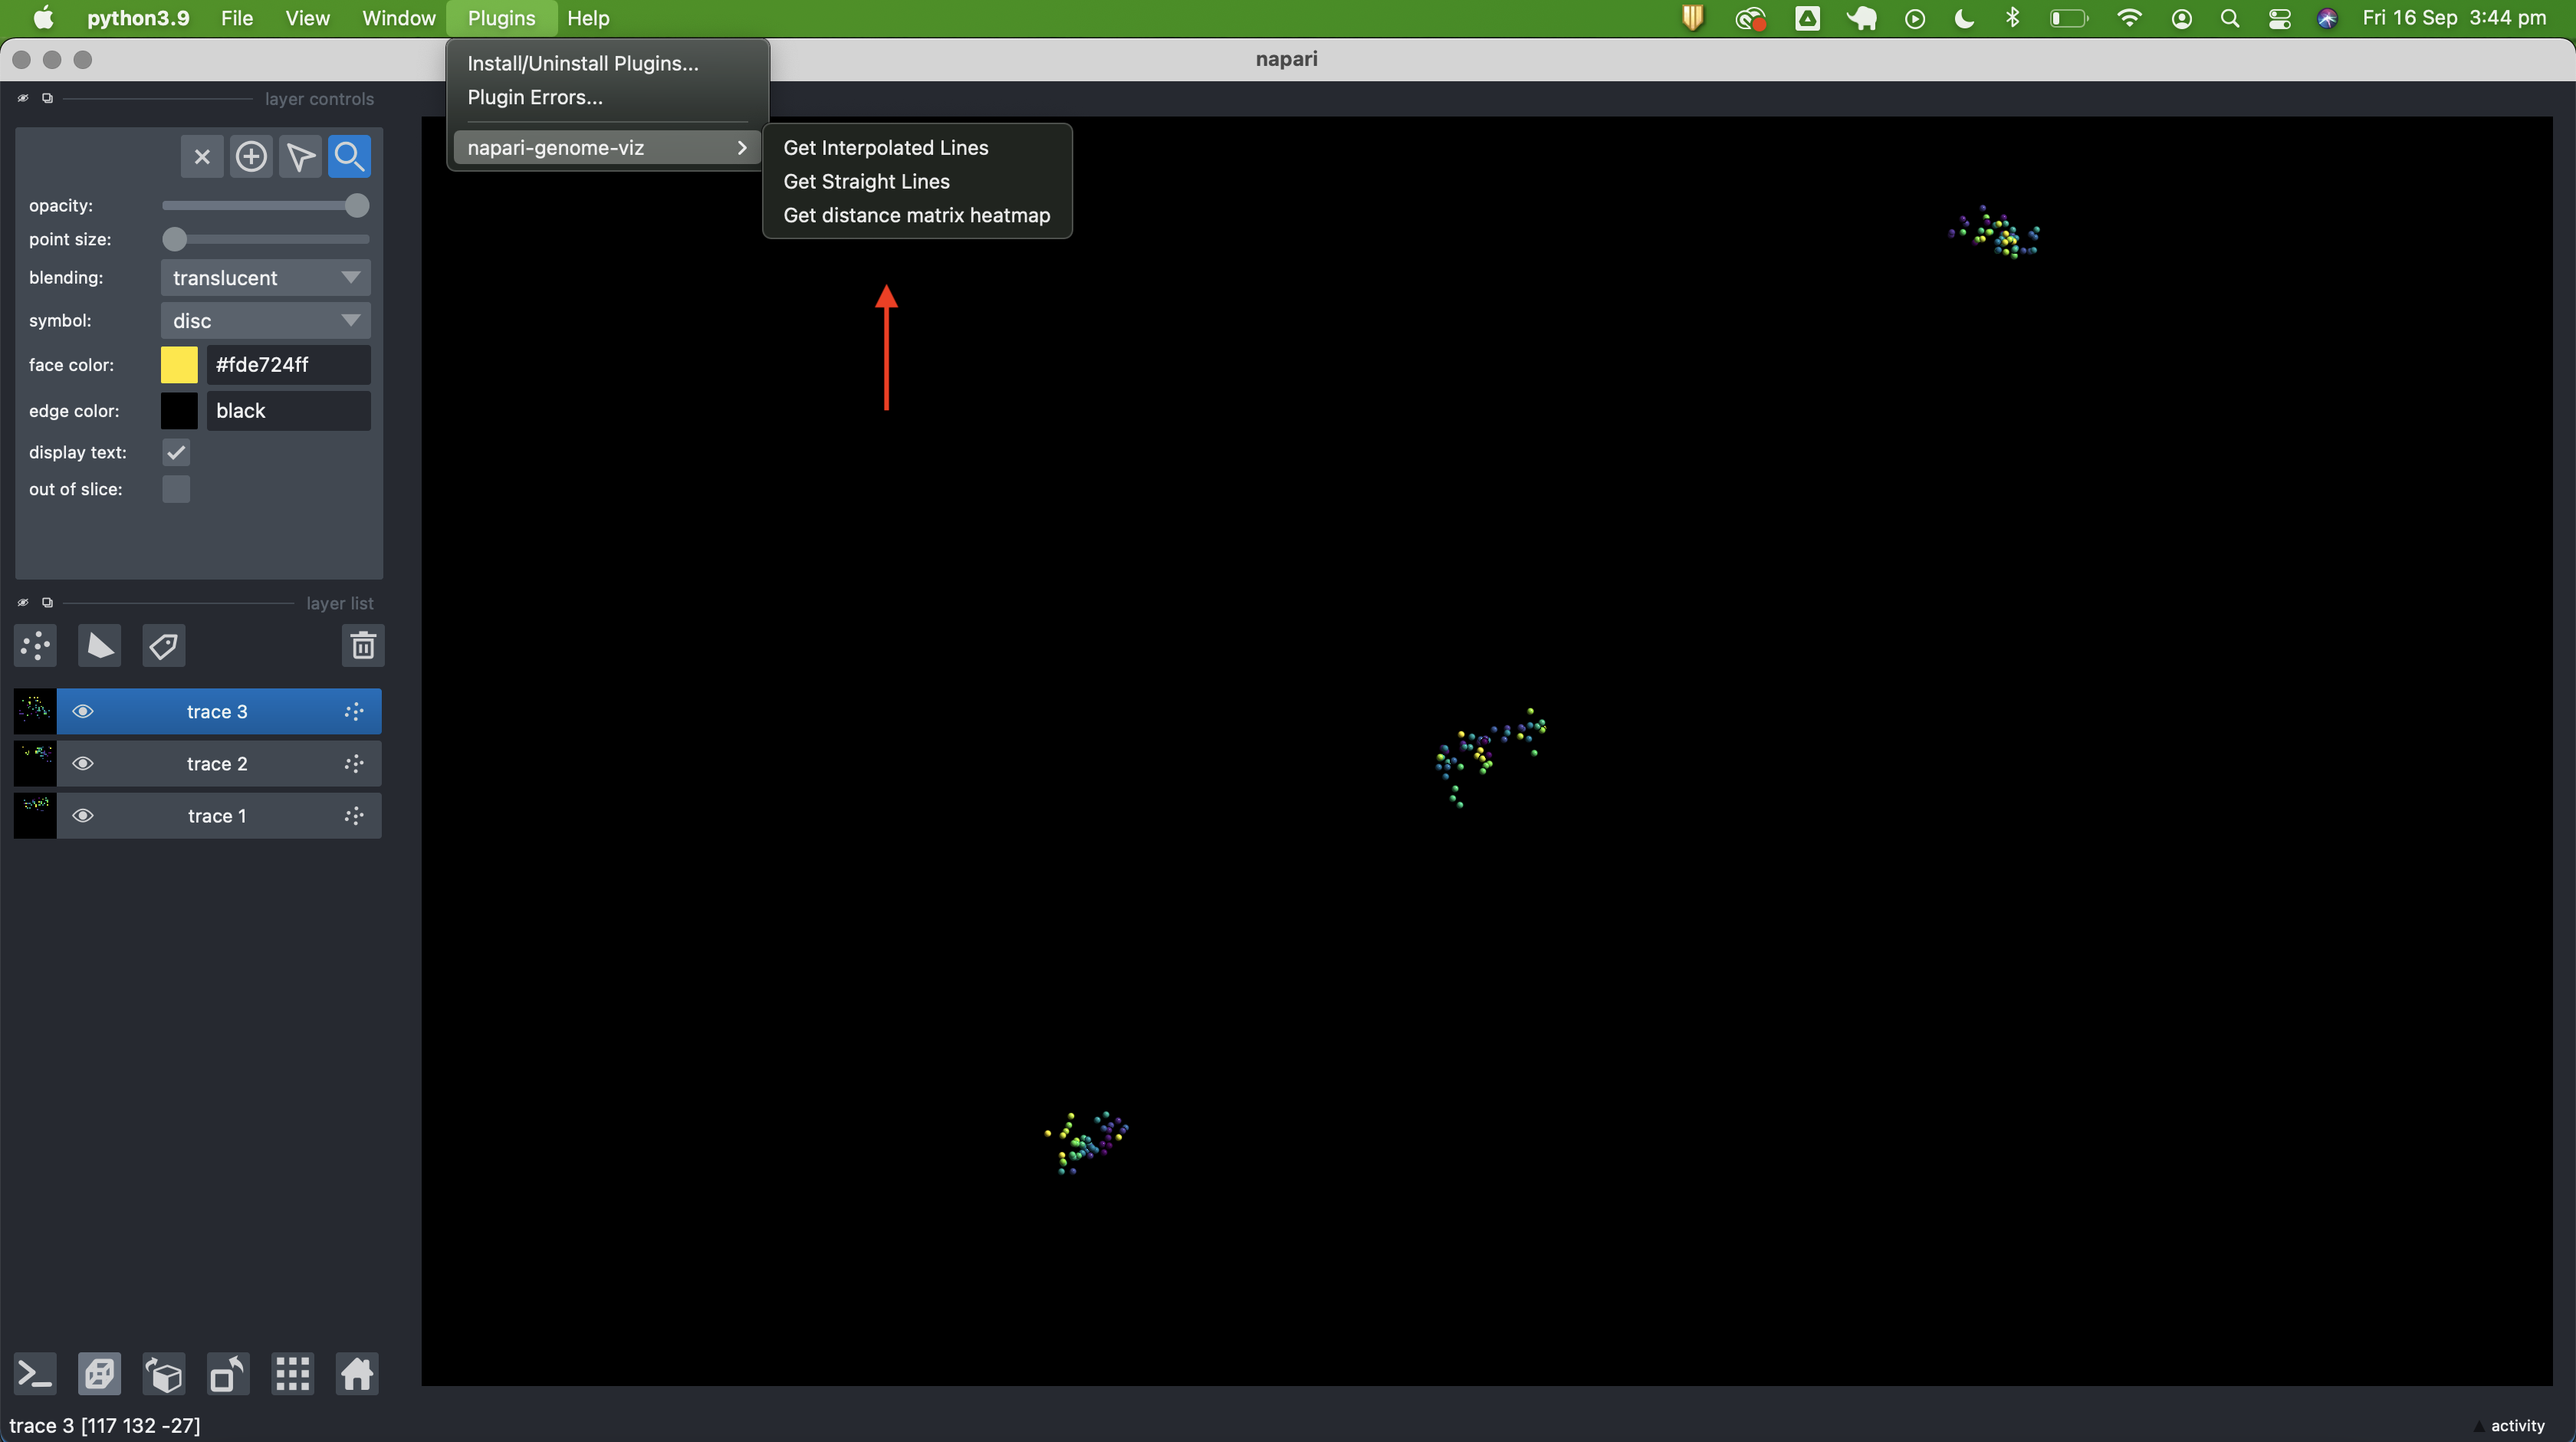 python3.9 File View Window Plugins Help Fri 16 Sep 3:44 pm
napari
Install/Uninstall Plugins...
Plugin Errors...
napari-genome-viz
Get Interpolated Lines
Get Straight Lines
Get distance matrix heatmap
layer controls
opacity:
point size:
blending: translucent
symbol: disc
face color: #fde724ff
edge color: black
display text:
out of slice:
layer list
trace 3
trace 2
trace 1
trace 3 [117 132 -27]
activity